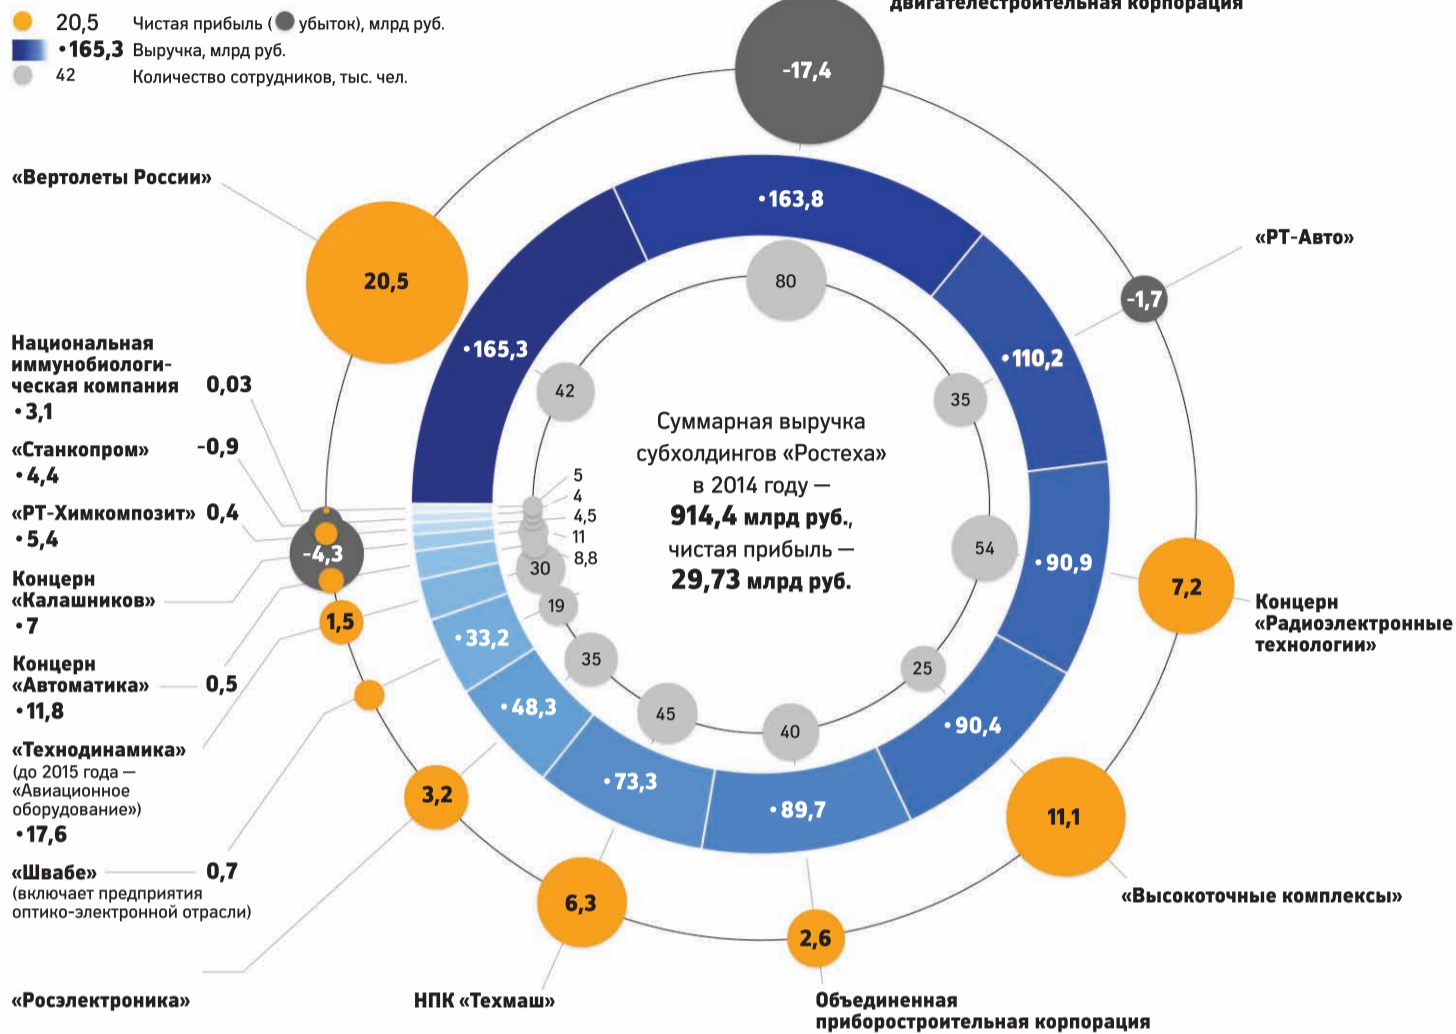 двигателестроительная корпорация
20,5 Чистая прибыль ( убыток), млрд руб.
•165,3 Выручка, млрд руб.
42 Количество сотрудников, тыс. чел.
-17,4
«Вертолеты России»
20,5
•163,8
80
«РТ-Авто»
-1,7
•165,3
42
•110,2
35
Национальная
иммунобиологи-
ческая компания 0,03
•3,1
«Станкопром» -0,9
•4,4
«РТ-Химкомпозит» 0,4
•5,4
-4,3
Концерн
«Калашников»
•7
1,5
Концерн
«Автоматика» 0,5
•11,8
«Технодинамика»
(до 2015 года —
«Авиационное
оборудование»)
•17,6
«Швабе» 0,7
(включает предприятия
оптико-электронной отрасли)
«Росэлектроника»
Суммарная выручка
субхолдингов «Ростеха»
в 2014 году —
914,4 млрд руб.,
чистая прибыль —
29,73 млрд руб.
5
4
4,5
11
8,8
30
19
35
45
40
25
54
•90,9
7,2
Концерн
«Радиоэлектронные
технологии»
•33,2
•48,3
•73,3
•89,7
•90,4
3,2
6,3
2,6
11,1
«Высокоточные комплексы»
НПК «Техмаш»
Объединенная
приборостроительная корпорация